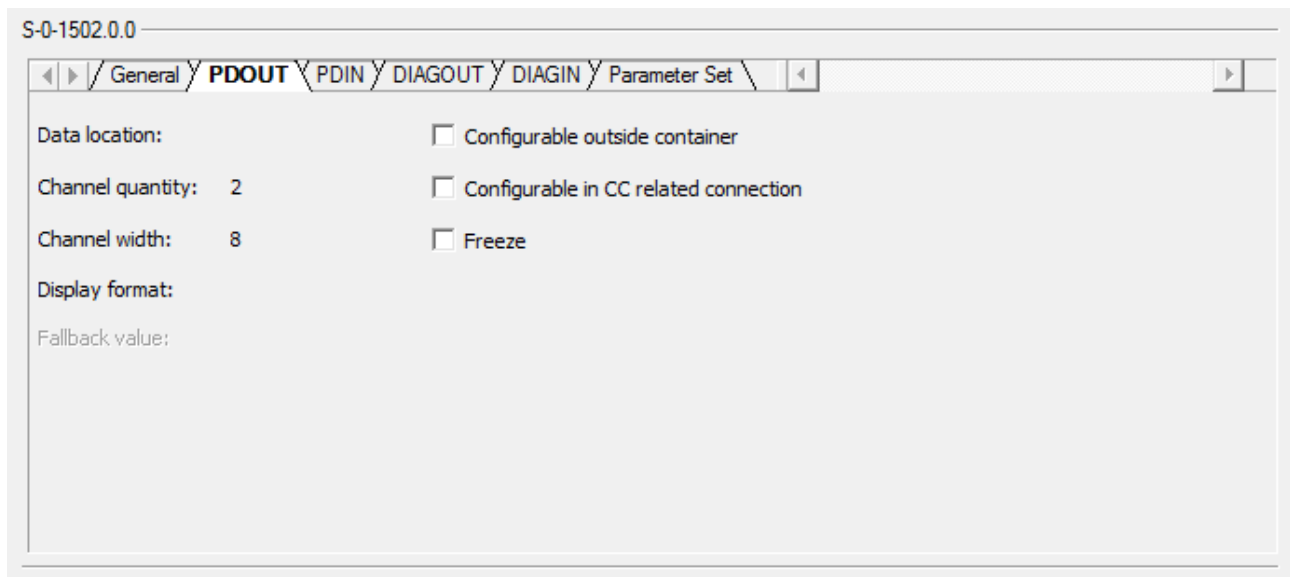 S-0-1502.0.0
General PDOUT PDIN DIAGOUT DIAGIN Parameter Set
Data location: Configurable outside container
Channel quantity: 2 Configurable in CC related connection
Channel width: 8 Freeze
Display format:
Fallback value: